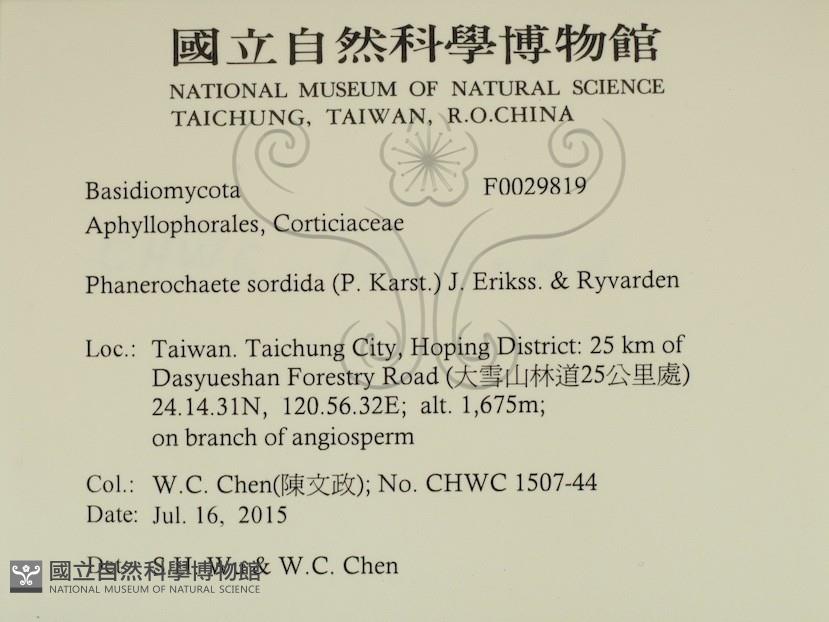 國立自然科學博物館
NATIONAL MUSEUM OF NATURAL SCIENCE
TAICHUNG, TAIWAN, R.O.CHINA
Basidiomycota F0029819
Aphyllophorales, Corticiaceae
Phanerochaete sordida (P. Karst.) J. Erikss. & Ryvarden
Loc.: Taiwan. Taichung City, Hoping District: 25 km of
Dasyueshan Forestry Road (大雪山林道25公里處)
24.14.31N, 120.56.32E; alt. 1,675m;
on branch of angiosperm
Col.: W.C. Chen(陳文政); No. CHWC 1507-44
Date: Jul. 16, 2015
Det.: S.H. Wu & W.C. Chen
國立自然科學博物館
NATIONAL MUSEUM OF NATURAL SCIENCE